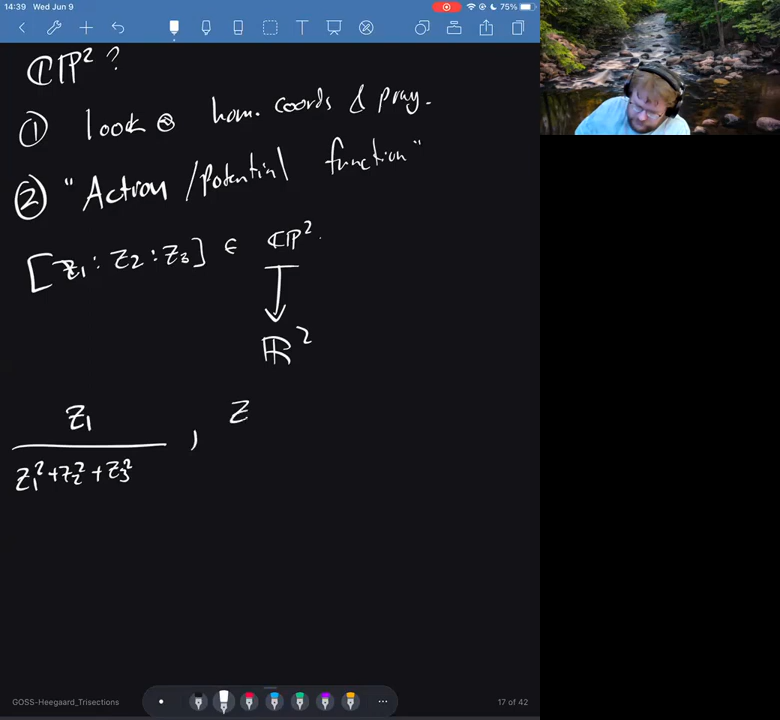 14:39 Wed Jun 9
75%
ℂℙ² ?
① look @ hom. coords & pray.
② "Action / potential function"
[z₁ : z₂ : z₃] ∈ ℂℙ².
ℝ²
z₁ , z
z₁² + z₂² + z₃²
GOSS-Heegaard_Trisections
17 of 42